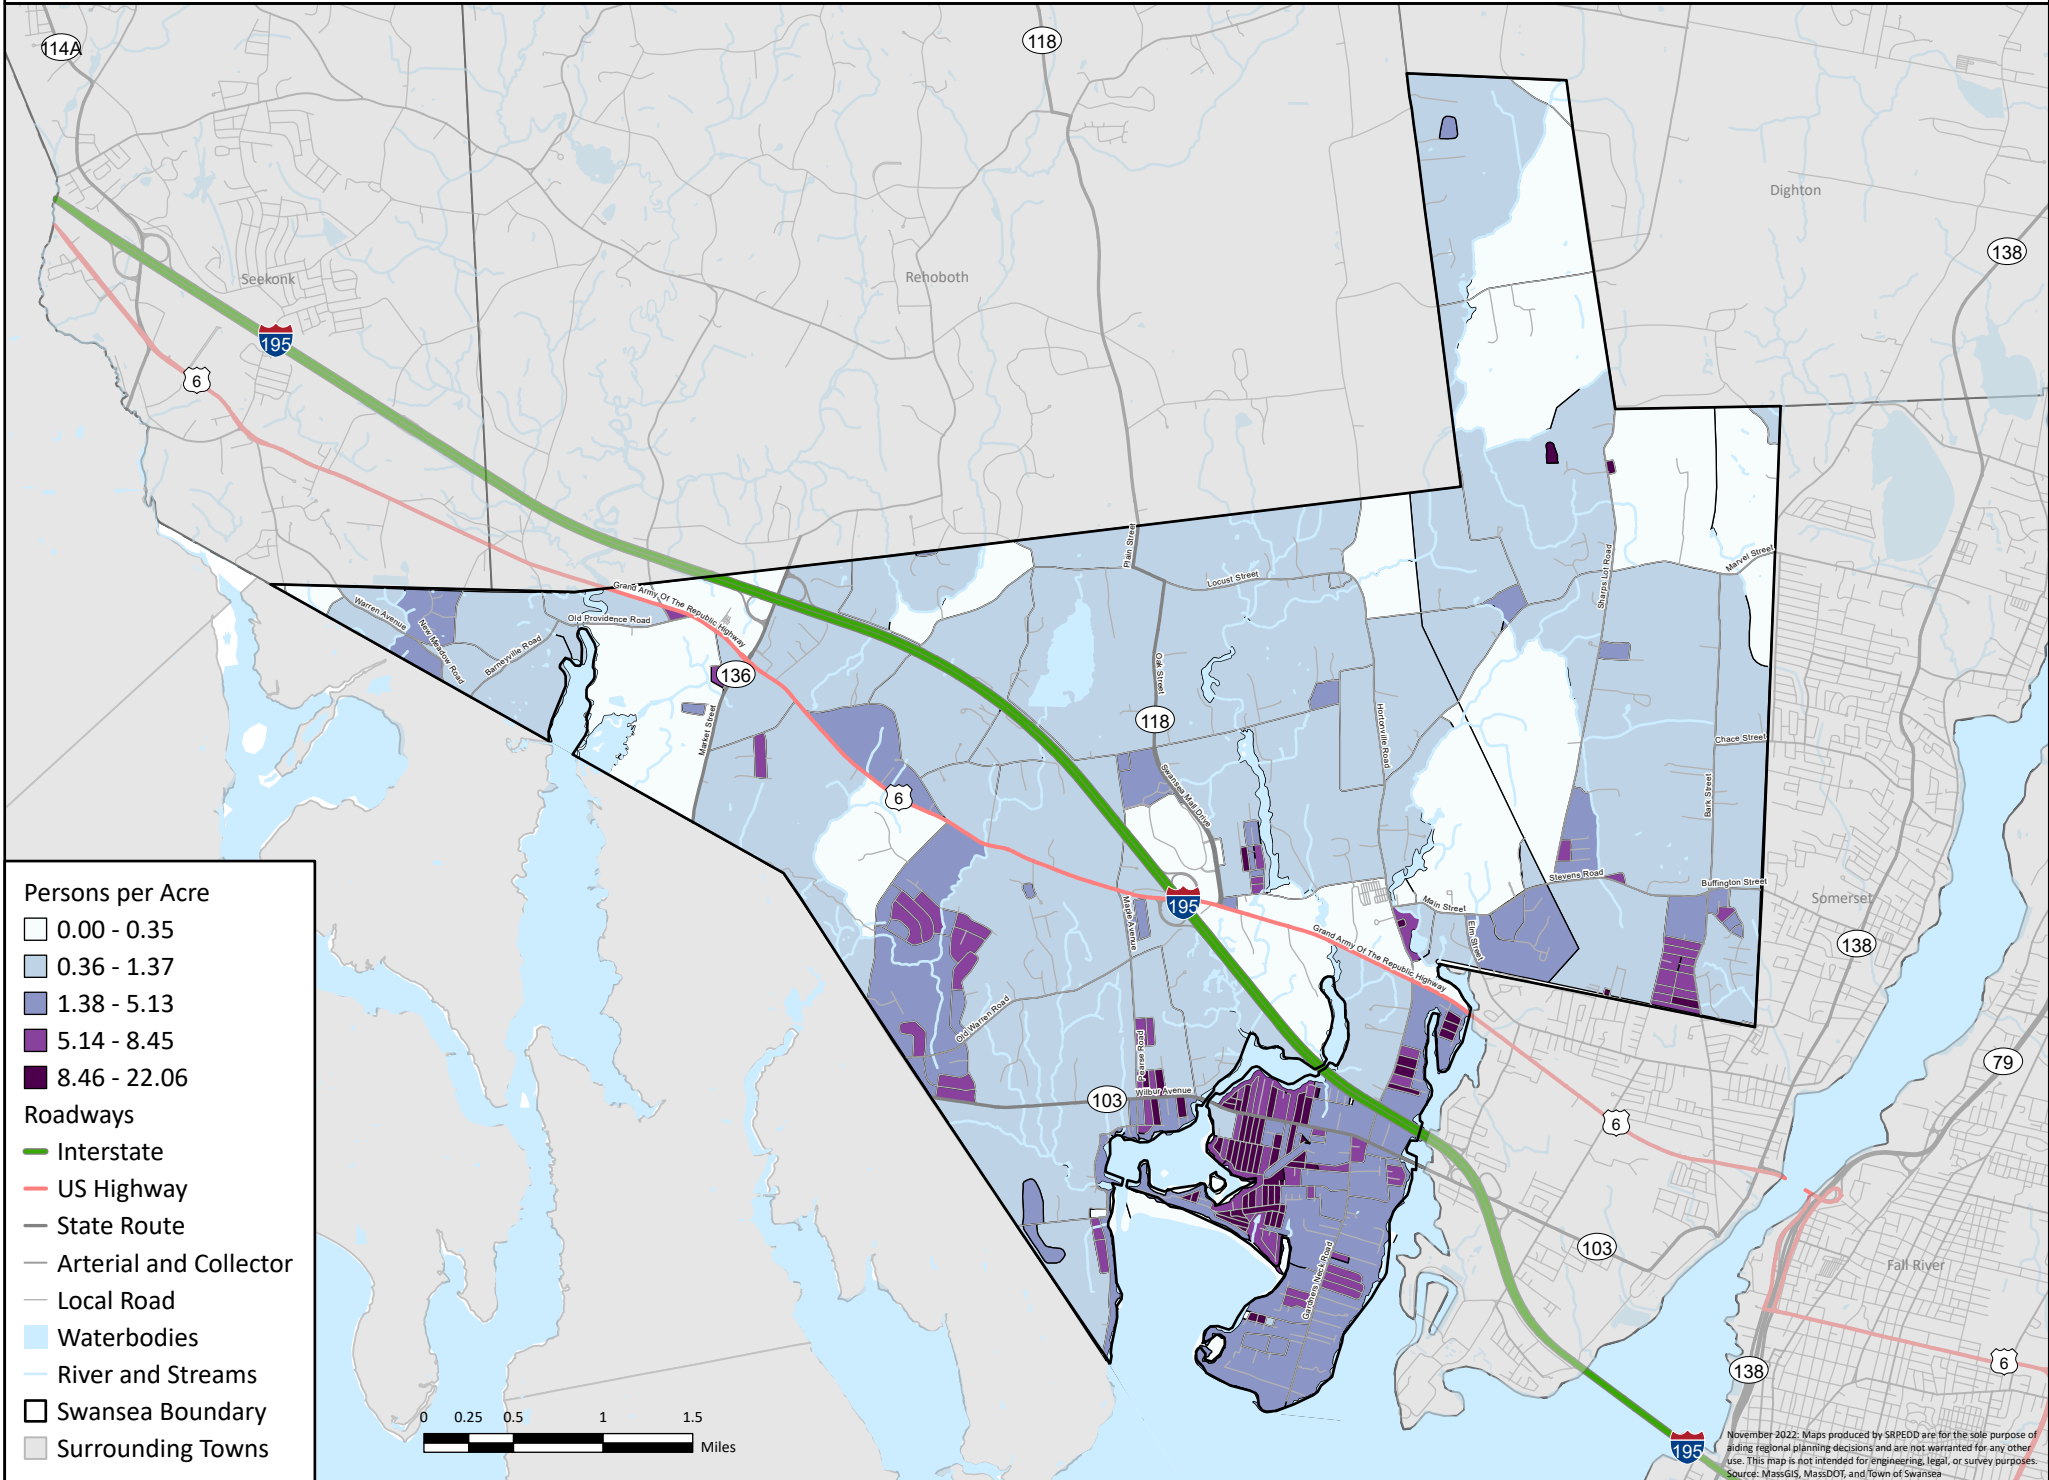 114A
118
Dighton
138
Seekonk
Rehoboth
195
6
Plain Street
Locust Street
Sharps Lot Road
Marvel Street
Grand Army Of The Republic Highway
Old Providence Road
Warren Avenue
New Meadow Road
Barneyville Road
136
Market Street
Oak Street
118
Hortonville Road
Chace Street
Bark Street
6
Swansea Mall Drive
195
Maple Avenue
Stevens Road
Buffington Street
Somerset
Main Street
Elm Street
Grand Army Of The Republic Highway
138
Old Warren Road
Pearse Road
Wilbur Avenue
103
79
6
103
Gardners Neck Road
Fall River
138
6
195
Persons per Acre
0.00 - 0.35
0.36 - 1.37
1.38 - 5.13
5.14 - 8.45
8.46 - 22.06
Roadways
Interstate
US Highway
State Route
Arterial and Collector
Local Road
Waterbodies
River and Streams
Swansea Boundary
Surrounding Towns
0 0.25 0.5 1 1.5
Miles
November 2022: Maps produced by SRPEDD are for the sole purpose of
aiding regional planning decisions and are not warranted for any other
use. This map is not intended for engineering, legal, or survey purposes.
Source: MassGIS, MassDOT, and Town of Swansea